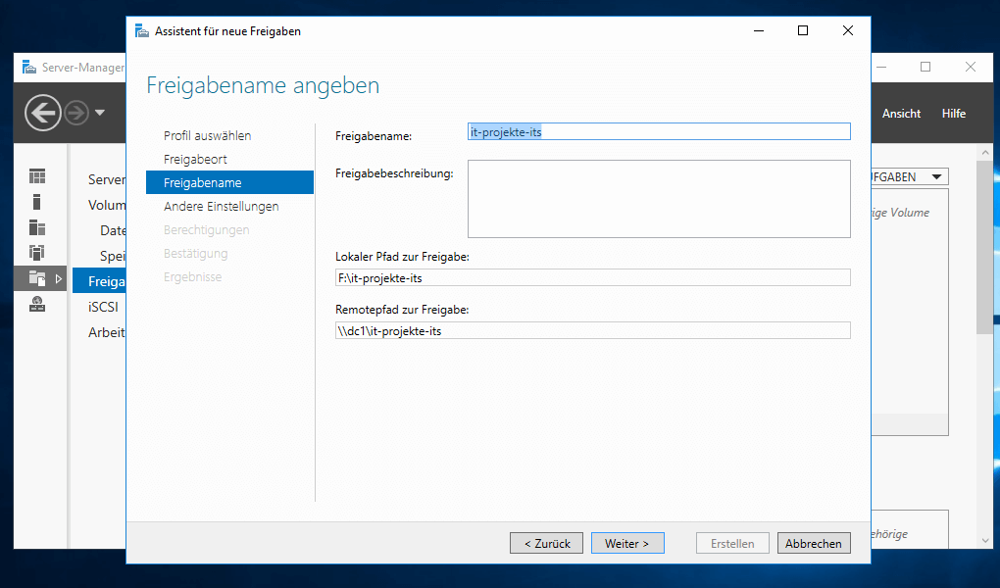 Assistent für neue Freigaben
Server-Manager
Freigabename angeben
Ansicht
Hilfe
Profil auswählen
Freigabeort
Freigabename
Andere Einstellungen
Berechtigungen
Bestätigung
Ergebnisse
Freigabename:
it-projekte-its
Freigabebeschreibung:
Lokaler Pfad zur Freigabe:
F:\it-projekte-its
Remotepfad zur Freigabe:
\\dc1\it-projekte-its
Server
Volum
Date
Spei
Freiga
iSCSI
Arbeit
FGABEN
ige Volume
ehörige
< Zurück
Weiter >
Erstellen
Abbrechen